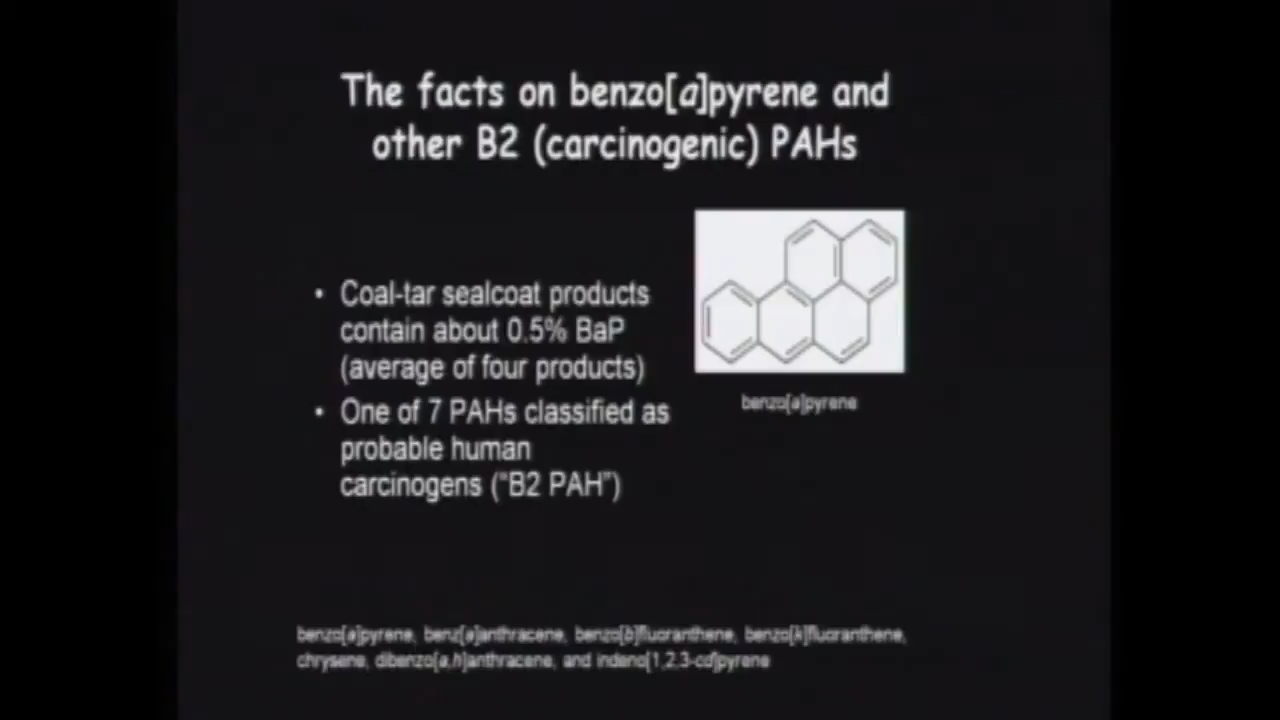 The facts on benzo[a]pyrene and
other B2 (carcinogenic) PAHs
• Coal-tar sealcoat products
contain about 0.5% BaP
(average of four products)
• One of 7 PAHs classified as
probable human
carcinogens ("B2 PAH")
benzo[a]pyrene
benzo[a]pyrene, benz[a]anthracene, benzo[b]fluoranthene, benzo[k]fluoranthene,
chrysene, dibenzo[a,h]anthracene, and indeno[1,2,3-cd]pyrene